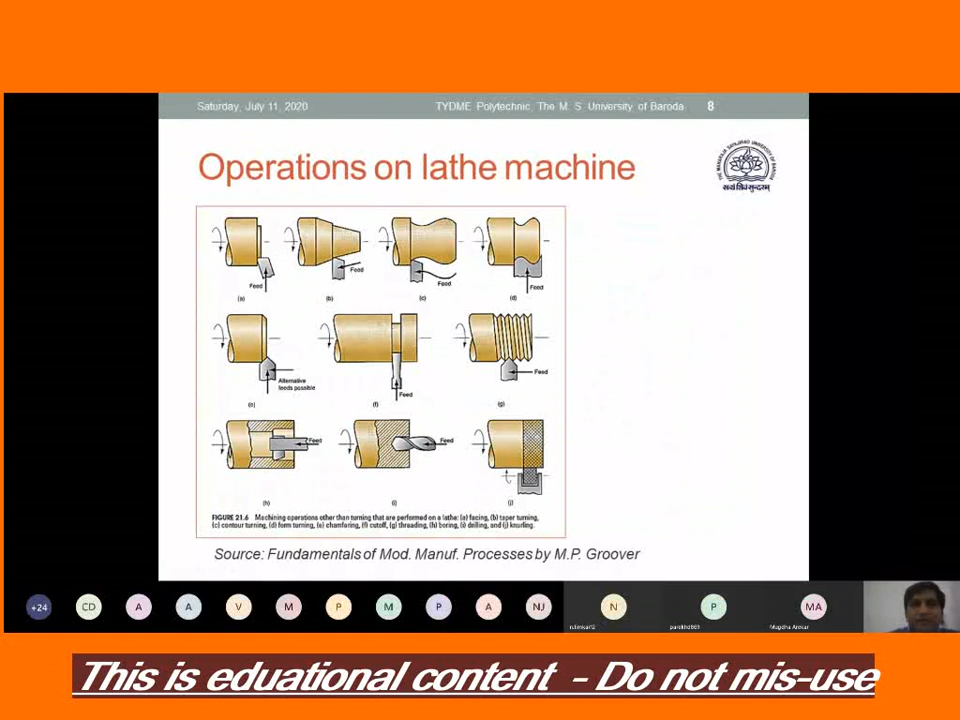 Saturday, July 11, 2020 TYDME Polytechnic, The M. S. University of Baroda 8
Operations on lathe machine
सत्यं शिवं सुन्दरम्
Feed
(a)
Feed
(b)
Feed
(c)
Feed
(d)
Alternative
feeds possible
(e)
Feed
(f)
Feed
(g)
Feed
(h)
Feed
(i)
(j)
FIGURE 21.6 Machining operations other than turning that are performed on a lathe: (a) facing, (b) taper turning,
(c) contour turning, (d) form turning, (e) chamfering, (f) cutoff, (g) threading, (h) boring, (i) drilling, and (j) knurling.
Source: Fundamentals of Mod. Manuf. Processes by M.P. Groover
+24 CD A A V M P M P A NJ N P MA
Mugdha
This is eduational content - Do not mis-use